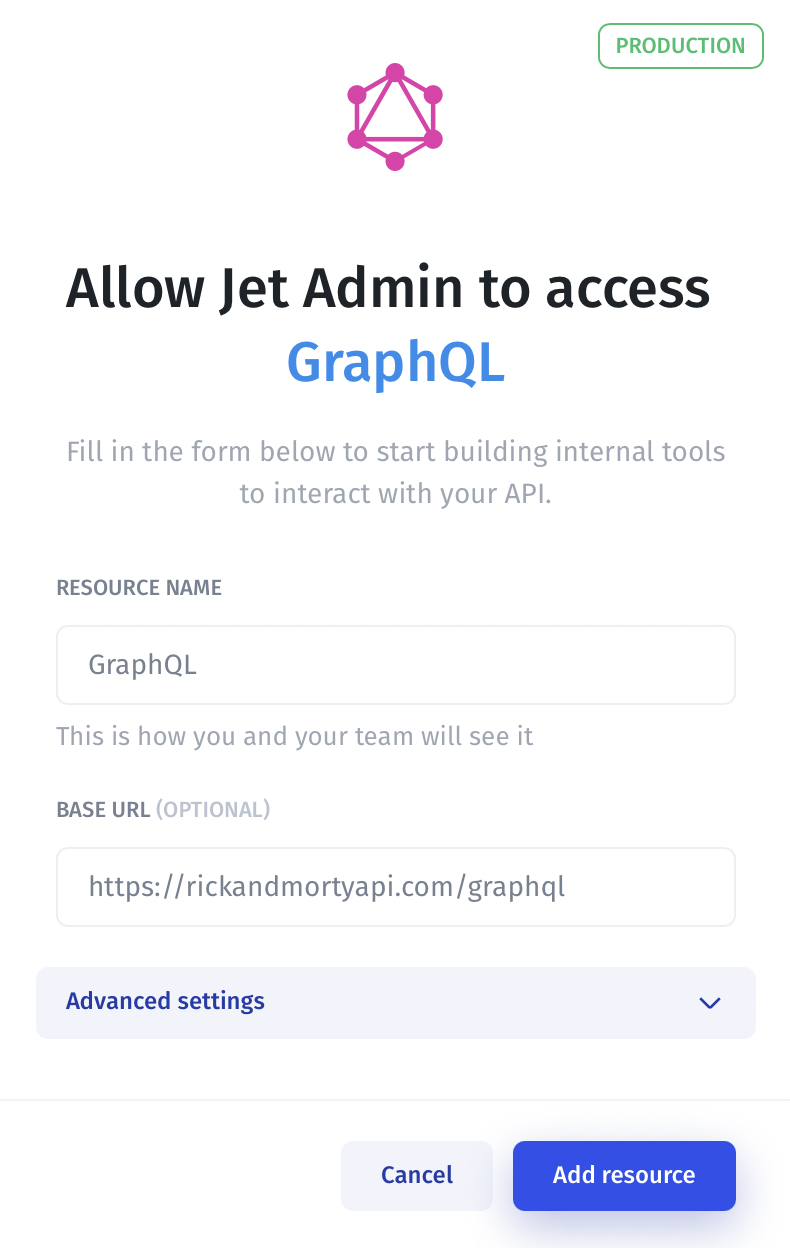 PRODUCTION
Allow Jet Admin to access
GraphQL
Fill in the form below to start building internal tools
to interact with your API.
RESOURCE NAME
GraphQL
This is how you and your team will see it
BASE URL (OPTIONAL)
https://rickandmortyapi.com/graphql
Advanced settings
Cancel
Add resource